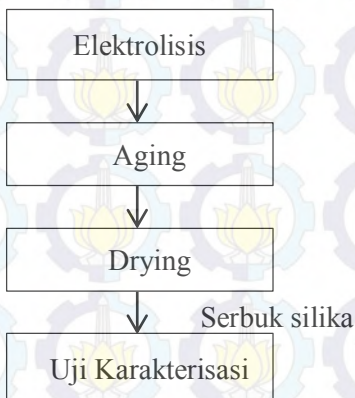 Elektrolisis
Aging
Drying
Serbuk silika
Uji Karakterisasi